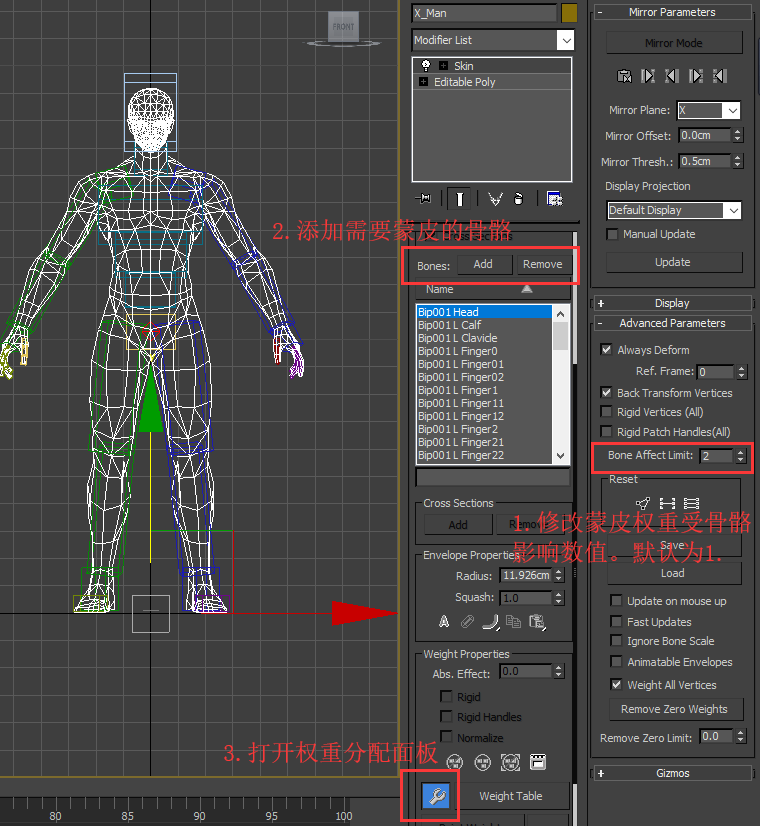 FRONT
X_Man
Modifier List
Skin
Editable Poly
2.添加需要蒙皮的骨骼
Bones:
Add
Remove
Name
Bip001 Head
Bip001 L Calf
Bip001 L Clavicle
Bip001 L Finger0
Bip001 L Finger01
Bip001 L Finger02
Bip001 L Finger1
Bip001 L Finger11
Bip001 L Finger12
Bip001 L Finger2
Bip001 L Finger21
Bip001 L Finger22
Cross Sections
Add
Remove
Envelope Properties
Radius: 11.926cm
Squash: 1.0
Weight Properties
Abs. Effect: 0.0
Rigid
Rigid Handles
Normalize
3.打开权重分配面板
Weight Table
80
85
90
95
100
Mirror Parameters
Mirror Mode
Mirror Plane: X
Mirror Offset: 0.0cm
Mirror Thresh.: 0.5cm
Display Projection
Default Display
Manual Update
Update
Display
Advanced Parameters
Always Deform
Ref. Frame: 0
Back Transform Vertices
Rigid Vertices (All)
Rigid Patch Handles(All)
Bone Affect Limit: 2
Reset
1.修改蒙皮权重受骨骼
影响数值。默认为1.
Save
Load
Update on mouse up
Fast Updates
Ignore Bone Scale
Animatable Envelopes
Weight All Vertices
Remove Zero Weights
Remove Zero Limit: 0.0
Gizmos